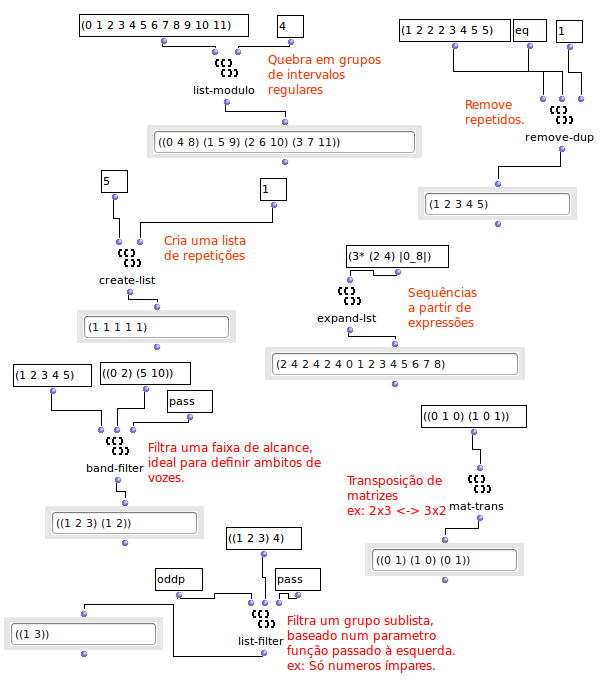 (0 1 2 3 4 5 6 7 8 9 10 11)
4
Quebra em grupos
de intervalos
regulares
list-modulo
((0 4 8) (1 5 9) (2 6 10) (3 7 11))
(1 2 2 2 3 4 5 5)
eq
1
Remove
repetidos.
remove-dup
(1 2 3 4 5)
5
1
Cria uma lista
de repetições
create-list
(1 1 1 1 1)
(3* (2 4) |0_8|)
Sequências
a partir de
expressões
expand-lst
(2 4 2 4 2 4 0 1 2 3 4 5 6 7 8)
(1 2 3 4 5)
((0 2) (5 10))
pass
Filtra uma faixa de alcance,
ideal para definir ambitos de
vozes.
band-filter
((1 2 3) (1 2))
((0 1 0) (1 0 1))
Transposição de
matrizes
ex: 2x3 <-> 3x2
mat-trans
((0 1) (1 0) (0 1))
((1 2 3) 4)
oddp
pass
list-filter
Filtra um grupo sublista,
baseado num parametro
função passado à esquerda.
ex: Só numeros ímpares.
((1 3))